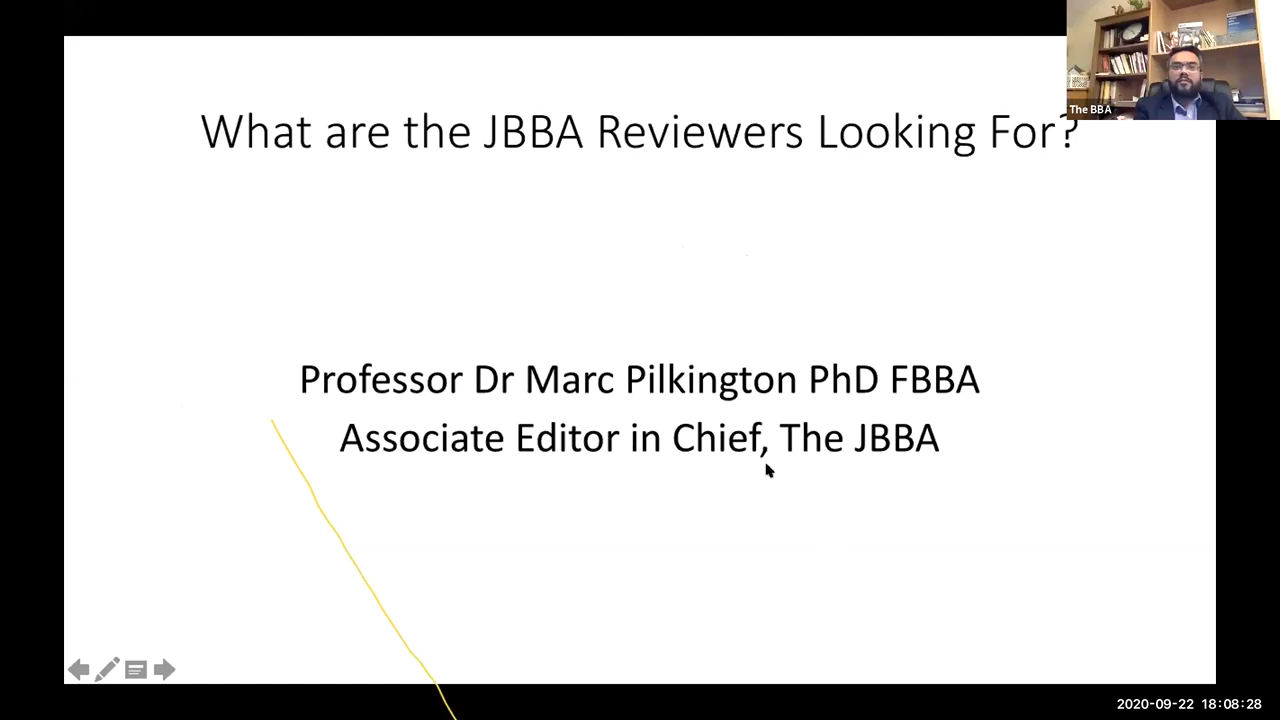 What are the JBBA Reviewers Looking For?
The BBA
Professor Dr Marc Pilkington PhD FBBA
Associate Editor in Chief, The JBBA
2020-09-22 18:08:28